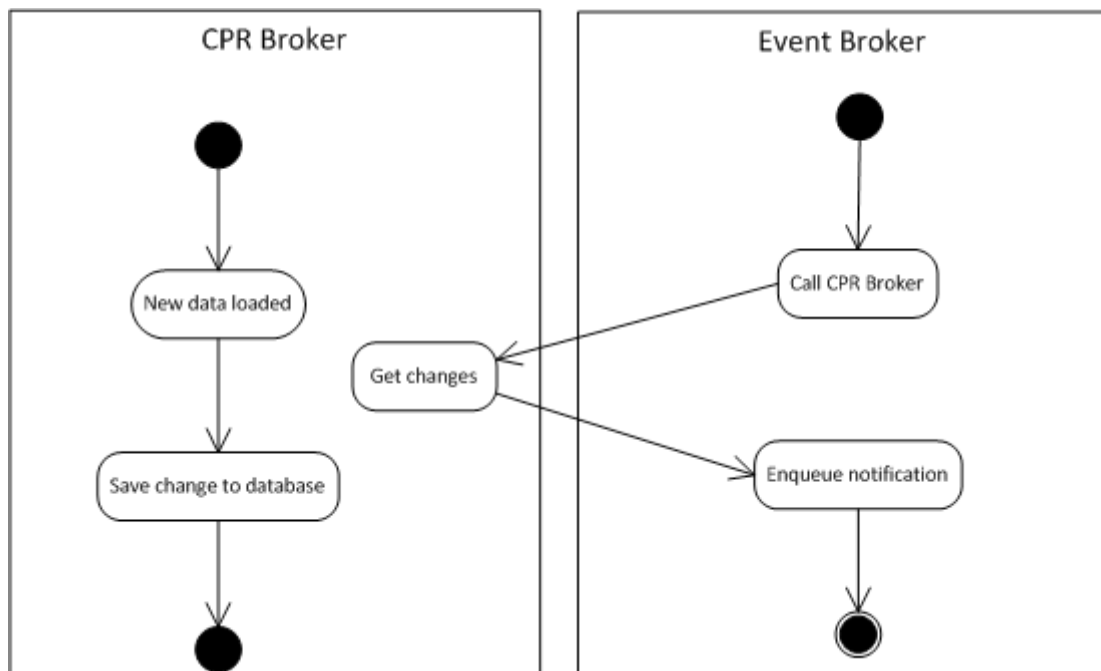 CPR Broker
Event Broker
New data loaded
Call CPR Broker
Get changes
Save change to database
Enqueue notification